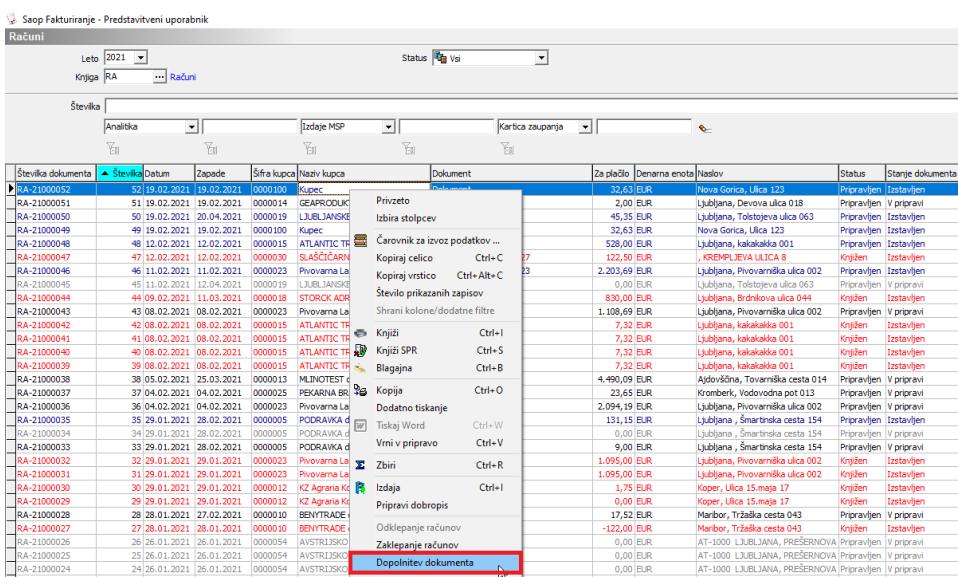 Saop Fakturiranje - Predstavitveni uporabnik
Računi
Leto 2021 Status Vsi
Knjiga RA ... Računi
Številka
Analitika Izdaje MSP Kartica zaupanja
Številka dokumenta Številka Datum Zapade Šifra kupca Naziv kupca Dokument Za plačilo Denarna enota Naslov Status Stanje dokumenta
RA-21000052 52 19.02.2021 19.02.2021 0000100 Kupec Dokument 32,63 EUR Nova Gorica, Ulica 123 Pripravljen Izstavljen
RA-21000051 51 19.02.2021 19.02.2021 0000014 GEAPRODUK 2,00 EUR Ljubljana, Devova ulica 018 Pripravljen V pripravi
RA-21000050 50 19.02.2021 20.04.2021 0000019 LJUBLJANSKE 45,35 EUR Ljubljana, Tolstojeva ulica 063 Pripravljen Izstavljen
RA-21000049 49 19.02.2021 19.02.2021 0000100 Kupec 32,63 EUR Nova Gorica, Ulica 123 Pripravljen Izstavljen
RA-21000048 48 12.02.2021 12.02.2021 0000015 ATLANTIC TR 528,00 EUR Ljubljana, kakakakka 001 Pripravljen Izstavljen
RA-21000047 47 12.02.2021 12.02.2021 0000030 SLAŠČIČARN 27 122,50 EUR , KREMPLJEVA ULICA 8 Knjižen Izstavljen
RA-21000046 46 11.02.2021 11.02.2021 0000023 Pivovarna La 23 2.203,69 EUR Ljubljana, Pivovarniška ulica 002 Pripravljen Izstavljen
RA-21000045 45 11.02.2021 12.04.2021 0000019 LJUBLJANSKE 0,00 EUR Ljubljana, Tolstojeva ulica 063 Pripravljen V pripravi
RA-21000044 44 09.02.2021 11.03.2021 0000018 STORCK ADR 830,00 EUR Ljubljana, Brdnikova ulica 044 Knjižen Izstavljen
RA-21000043 43 08.02.2021 08.02.2021 0000023 Pivovarna La 1.108,69 EUR Ljubljana, Pivovarniška ulica 002 Pripravljen V pripravi
RA-21000042 42 08.02.2021 08.02.2021 0000015 ATLANTIC TR 7,32 EUR Ljubljana, kakakakka 001 Knjižen Izstavljen
RA-21000041 41 08.02.2021 08.02.2021 0000015 ATLANTIC TR 7,32 EUR Ljubljana, kakakakka 001 Knjižen Izstavljen
RA-21000040 40 08.02.2021 08.02.2021 0000015 ATLANTIC TR 7,32 EUR Ljubljana, kakakakka 001 Knjižen Izstavljen
RA-21000039 39 08.02.2021 08.02.2021 0000015 ATLANTIC TR 7,32 EUR Ljubljana, kakakakka 001 Knjižen Izstavljen
RA-21000038 38 05.02.2021 25.03.2021 0000013 MLINOTEST 4.490,09 EUR Ajdovščina, Tovarniška cesta 014 Pripravljen V pripravi
RA-21000037 37 04.02.2021 04.02.2021 0000024 PEKARNA BR 23,65 EUR Kromberk, Vodovodna pot 013 Pripravljen V pripravi
RA-21000036 36 04.02.2021 04.02.2021 0000023 Pivovarna La 2.094,19 EUR Ljubljana, Pivovarniška ulica 002 Pripravljen V pripravi
RA-21000035 35 29.01.2021 28.02.2021 0000005 PODRAVKA d 131,15 EUR Ljubljana , Šmartinska cesta 154 Pripravljen Izstavljen
RA-21000034 34 29.01.2021 28.02.2021 0000005 PODRAVKA d 0,00 EUR Ljubljana , Šmartinska cesta 154 Pripravljen V pripravi
RA-21000033 33 29.01.2021 28.02.2021 0000005 PODRAVKA d 9,00 EUR Ljubljana , Šmartinska cesta 154 Pripravljen V pripravi
RA-21000032 32 29.01.2021 29.01.2021 0000023 Pivovarna La 1.095,00 EUR Ljubljana, Pivovarniška ulica 002 Knjižen Izstavljen
RA-21000031 31 29.01.2021 29.01.2021 0000023 Pivovarna La 1.095,00 EUR Ljubljana, Pivovarniška ulica 002 Knjižen Izstavljen
RA-21000030 30 29.01.2021 29.01.2021 0000012 KZ Agraria Ko 1,75 EUR Koper, Ulica 15.maja 17 Knjižen Izstavljen
RA-21000029 29 29.01.2021 29.01.2021 0000012 KZ Agraria Ko 0,00 EUR Koper, Ulica 15.maja 17 Knjižen Izstavljen
RA-21000028 28 28.01.2021 27.02.2021 0000010 BENYTRADE 17,52 EUR Maribor, Tržaška cesta 043 Pripravljen V pripravi
RA-21000027 27 28.01.2021 28.01.2021 0000010 BENYTRADE -122,00 EUR Maribor, Tržaška cesta 043 Knjižen Izstavljen
RA-21000026 26 26.01.2021 26.01.2021 0000054 AVSTRIJSKO 0,00 EUR AT-1000 LJUBLJANA, PREŠERNOVA Pripravljen V pripravi
RA-21000025 25 26.01.2021 26.01.2021 0000054 AVSTRIJSKO 0,00 EUR AT-1000 LJUBLJANA, PREŠERNOVA Pripravljen V pripravi
RA-21000024 24 26.01.2021 26.01.2021 0000054 AVSTRIJSKO 0,00 EUR AT-1000 LJUBLJANA, PREŠERNOVA Pripravljen V pripravi
Privzeto
Izbira stolpcev
Čarovnik za izvoz podatkov ...
Kopiraj celico Ctrl+C
Kopiraj vrstico Ctrl+Alt+C
Število prikazanih zapisov
Shrani kolone/dodatne filtre
Knjiži Ctrl+I
Knjiži SPR Ctrl+S
Blagajna Ctrl+B
Kopija Ctrl+O
Dodatno tiskanje
Tiskaj Word Ctrl+W
Vrni v pripravo Ctrl+V
Zbiri Ctrl+R
Izdaja Ctrl+I
Pripravi dobropis
Odklepanje računov
Zaklepanje računov
Dopolnitev dokumenta